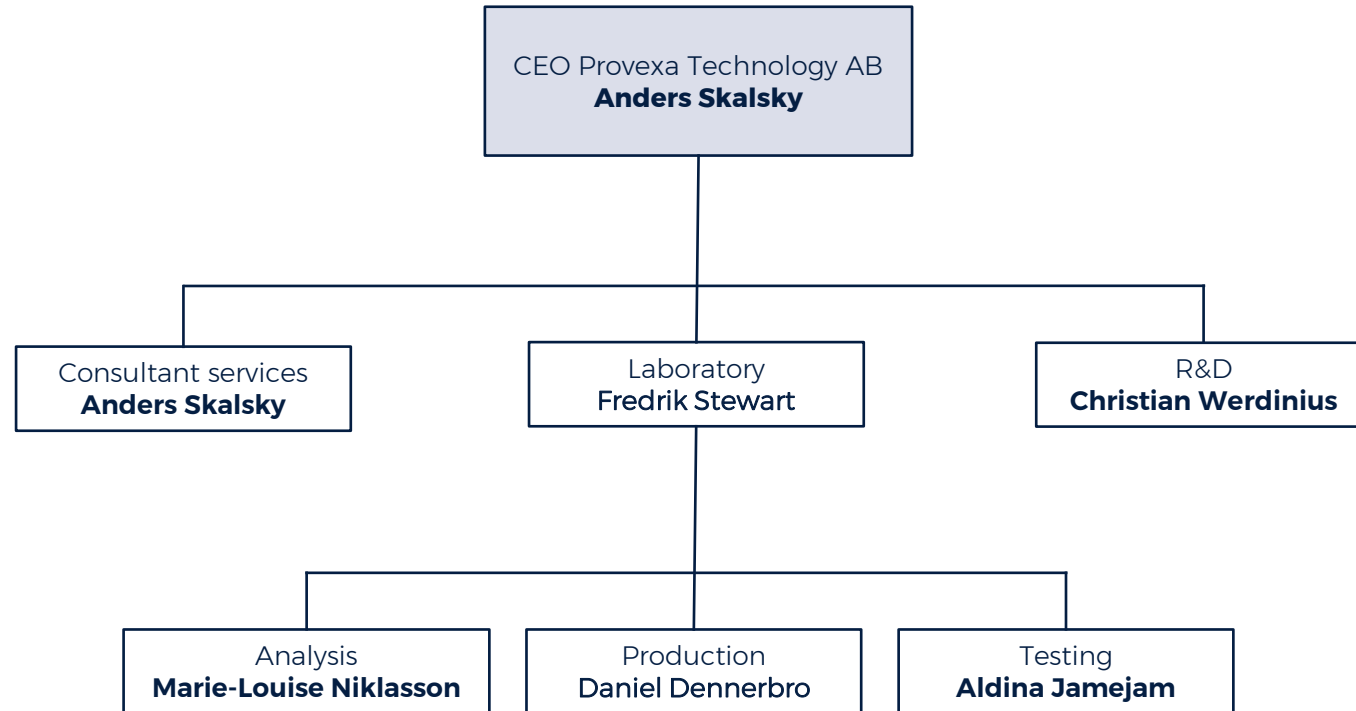 CEO Provexa Technology AB
Anders Skalsky
Consultant services
Anders Skalsky
Laboratory
Fredrik Stewart
R&D
Christian Werdinius
Analysis
Marie-Louise Niklasson
Production
Daniel Dennerbro
Testing
Aldina Jamejam